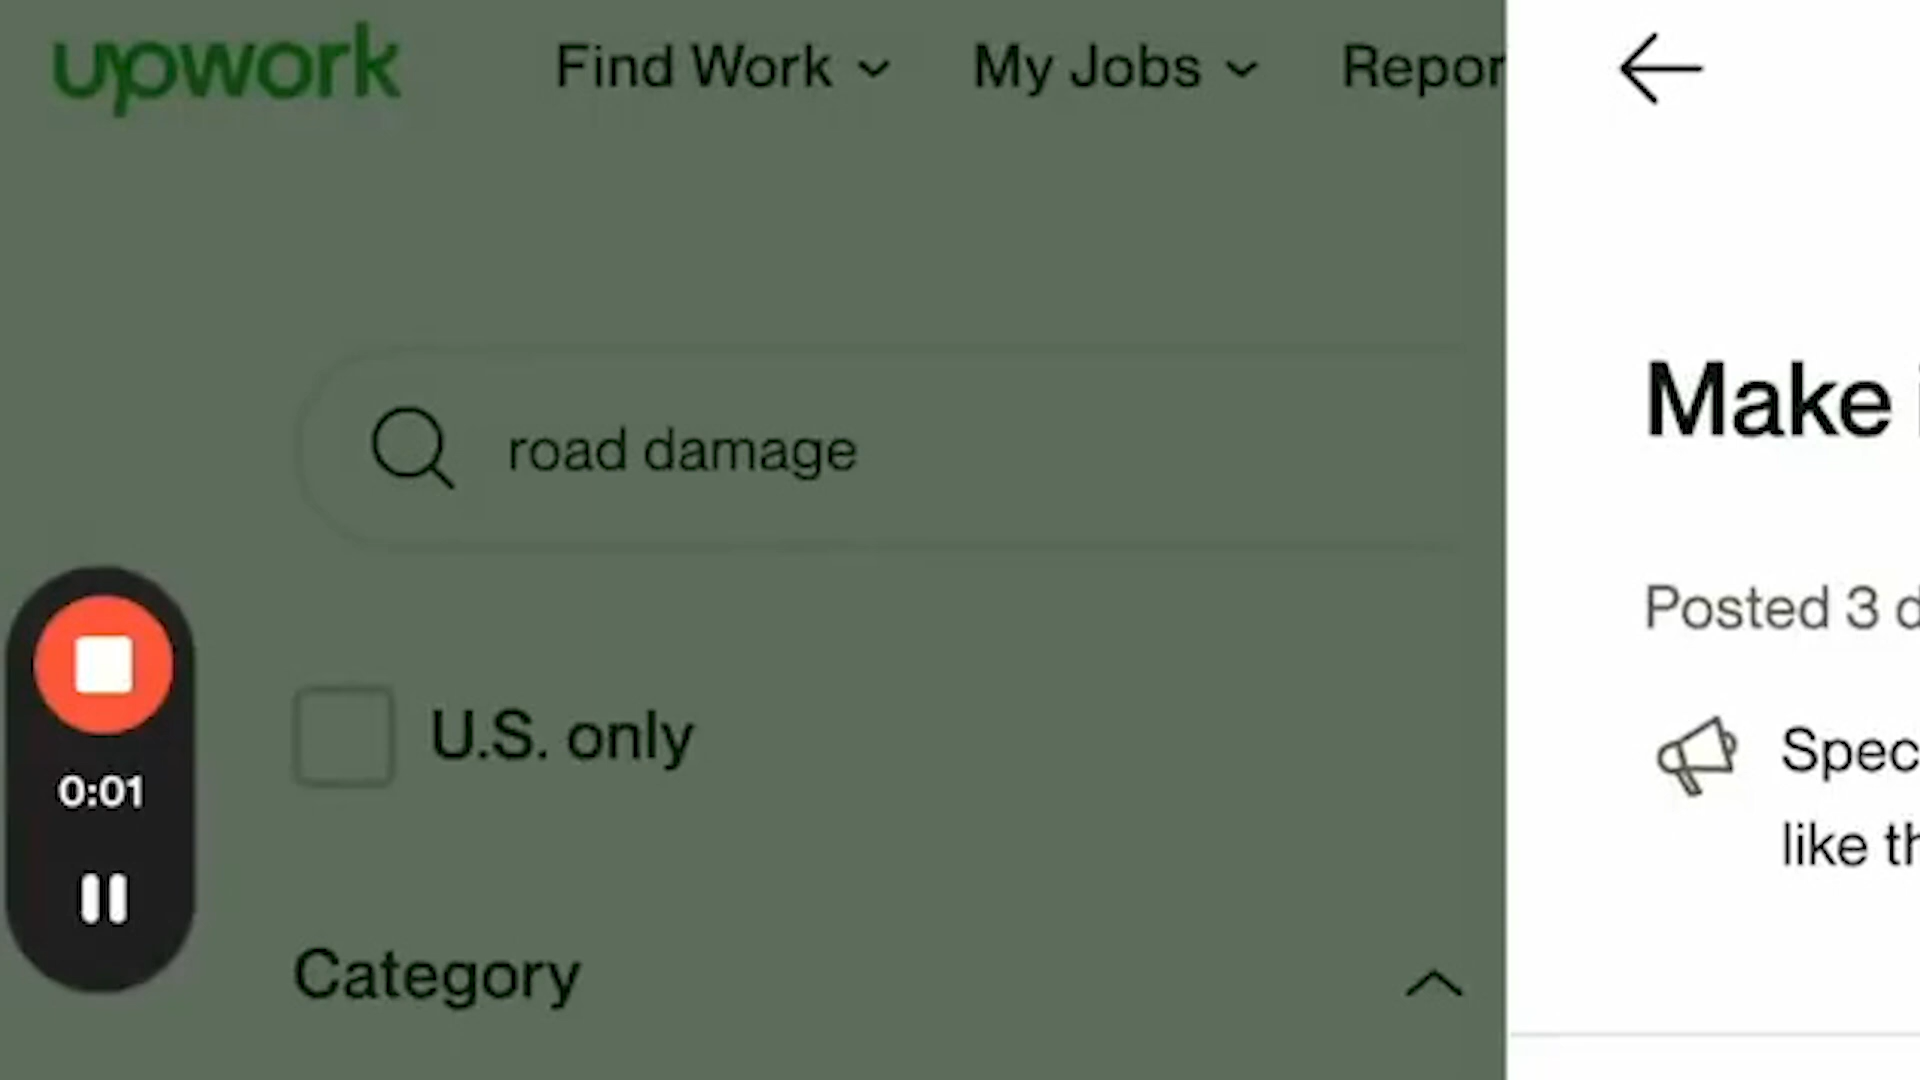 upwork
Find Work
My Jobs
Repor
road damage
U.S. only
0:01
Category
Make
Posted 3 d
Spec
like th